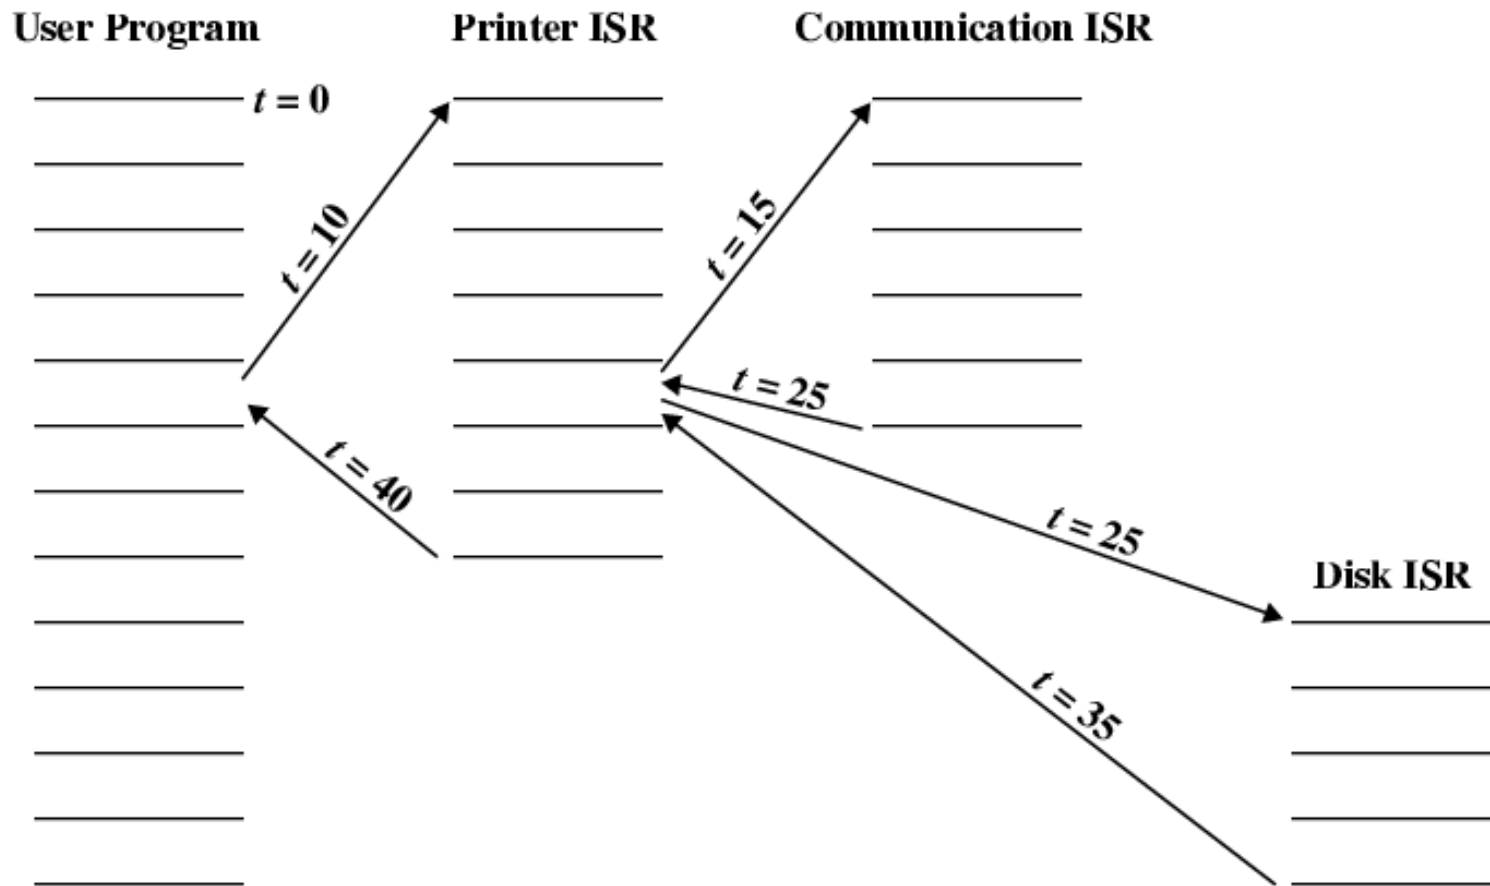 User Program
Printer ISR
Communication ISR
t = 0
t = 10
t = 15
t = 25
t = 40
t = 25
Disk ISR
t = 35